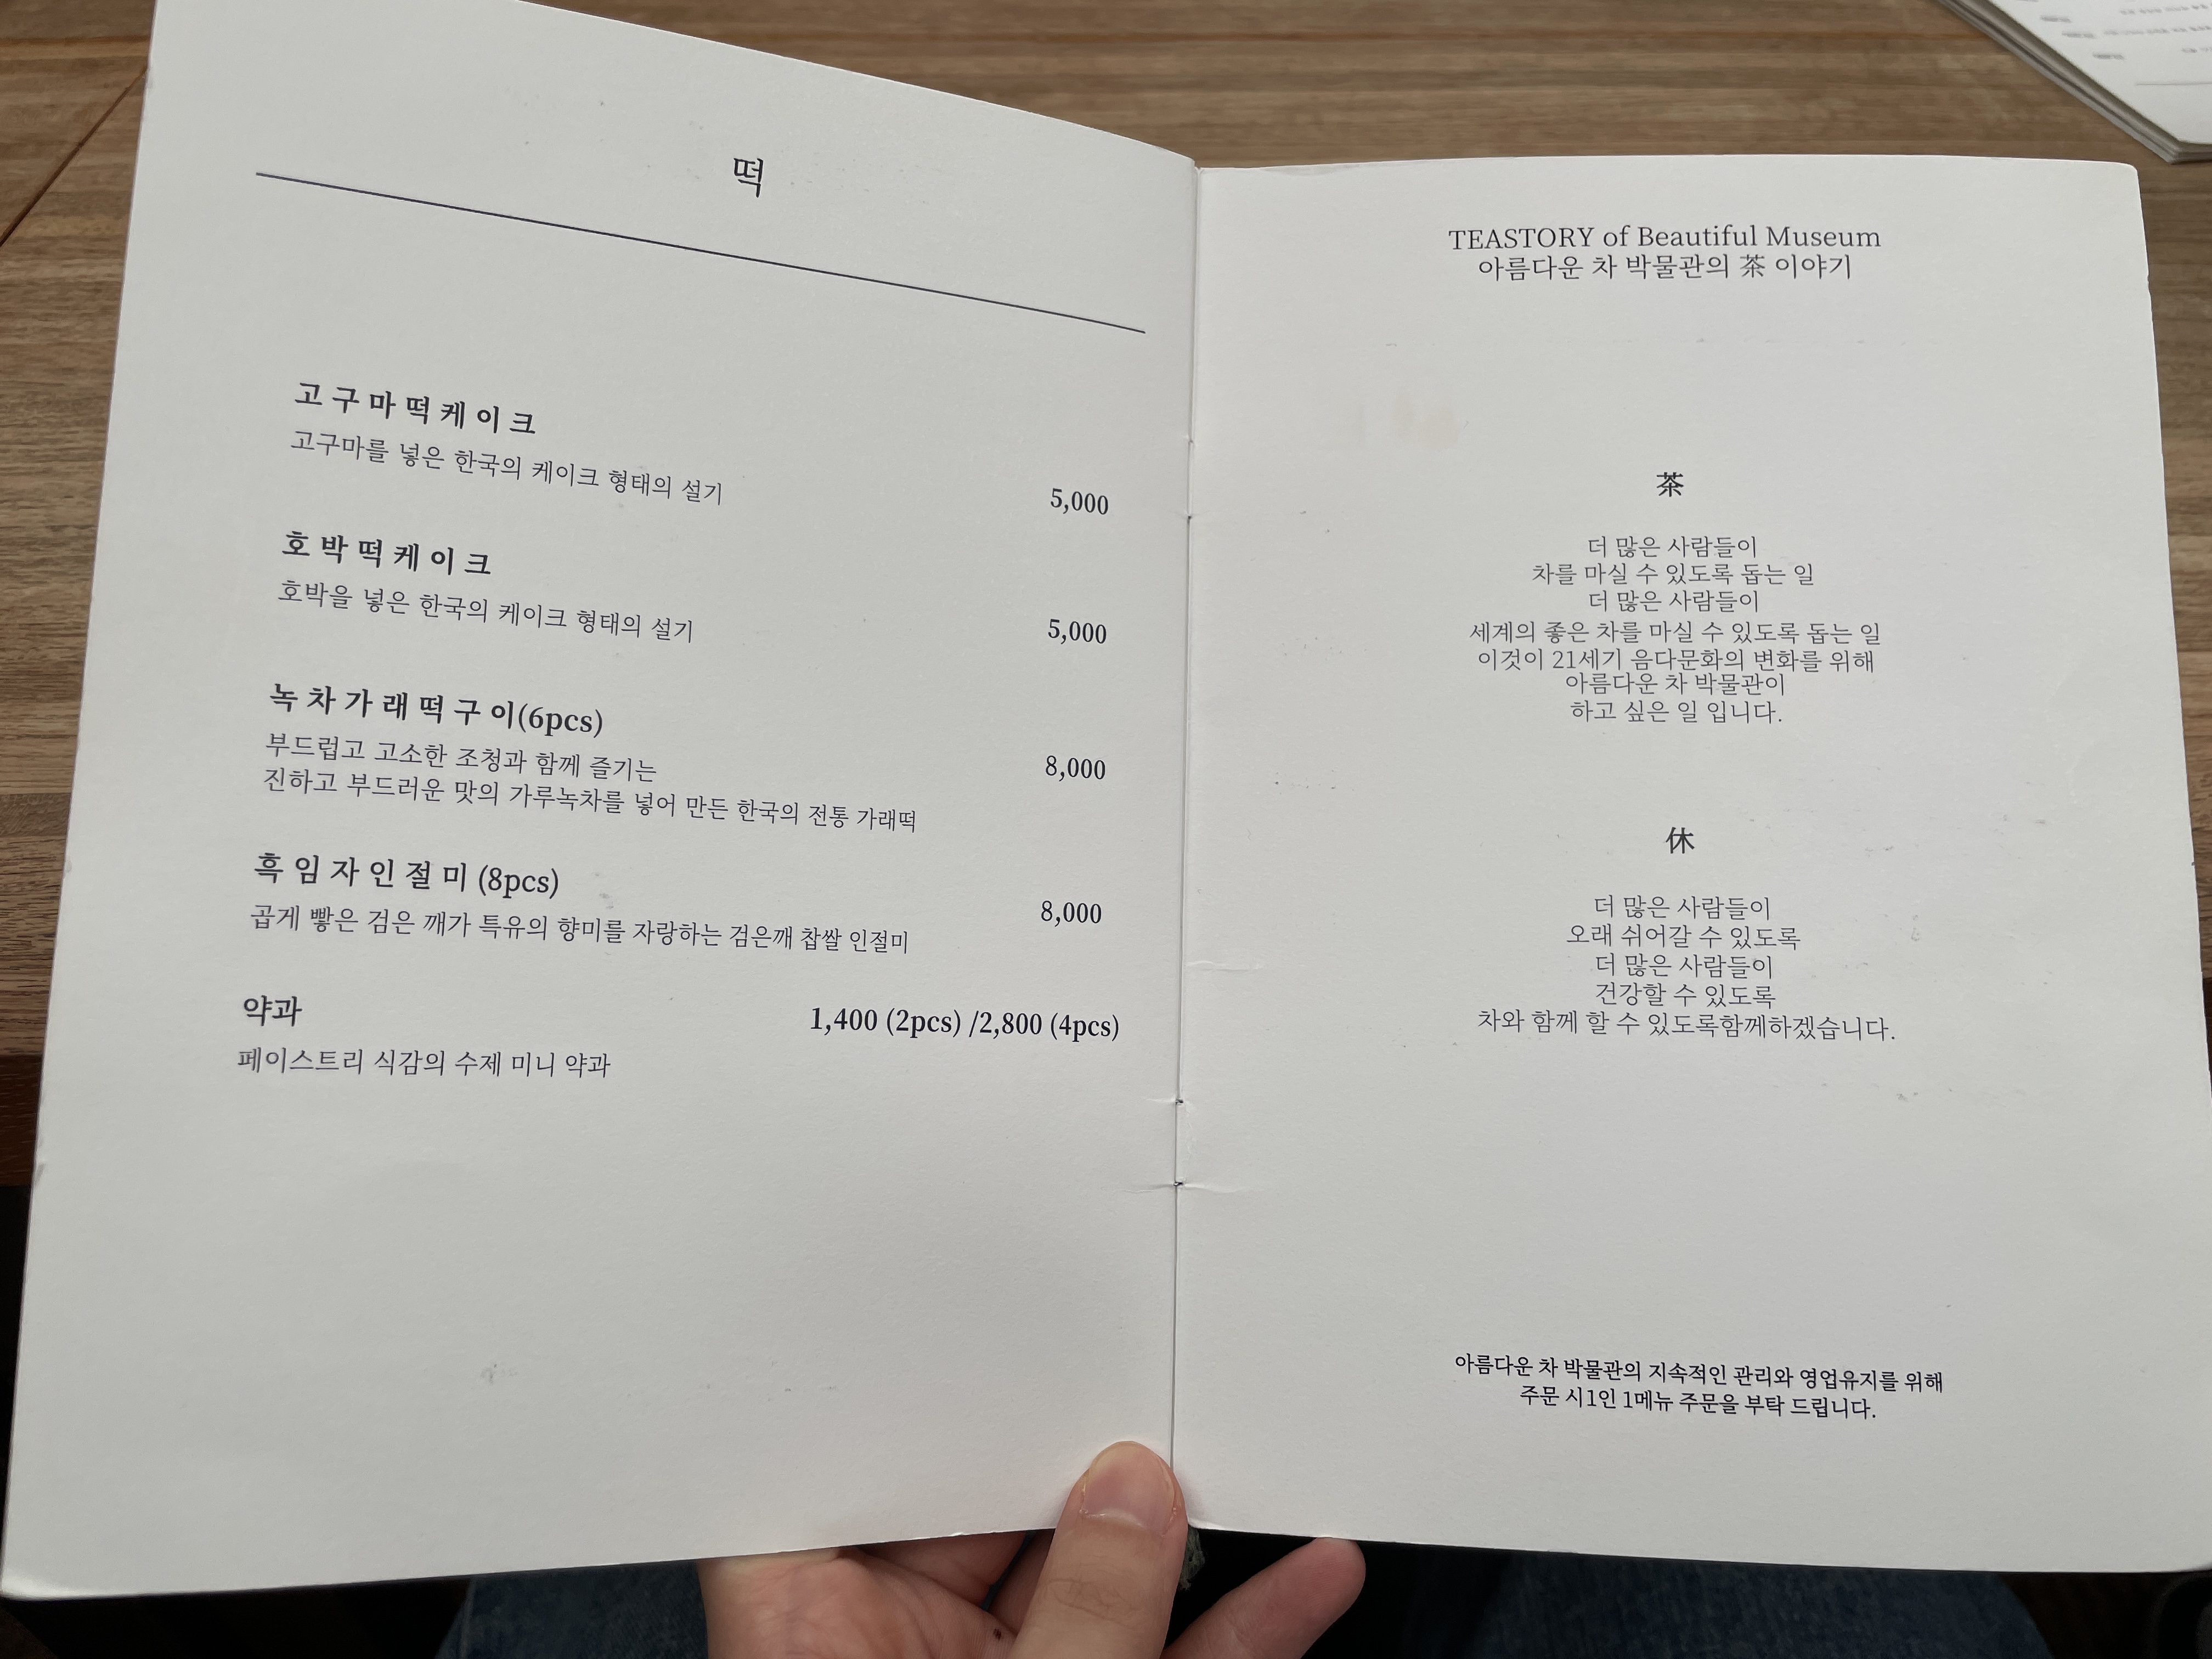 떡
고구마떡케이크
고구마를 넣은 한국의 케이크 형태의 설기
5,000
호박떡케이크
호박을 넣은 한국의 케이크 형태의 설기
5,000
녹차가래떡구이(6pcs)
부드럽고 고소한 조청과 함께 즐기는
8,000
진하고 부드러운 맛의 가루녹차를 넣어 만든 한국의 전통 가래떡
흑임자인절미 (8pcs)
8,000
곱게 빻은 검은 깨가 특유의 향미를 자랑하는 검은깨 찹쌀 인절미
약과
1,400 (2pcs) /2,800 (4pcs)
페이스트리 식감의 수제 미니 약과
TEASTORY of Beautiful Museum
아름다운 차 박물관의 茶 이야기
茶
더 많은 사람들이
차를 마실 수 있도록 돕는 일
더 많은 사람들이
세계의 좋은 차를 마실 수 있도록 돕는 일
이것이 21세기 음다문화의 변화를 위해
아름다운 차 박물관이
하고 싶은 일 입니다.
休
더 많은 사람들이
오래 쉬어갈 수 있도록
더 많은 사람들이
건강할 수 있도록
차와 함께 할 수 있도록함께하겠습니다.
아름다운 차 박물관의 지속적인 관리와 영업유지를 위해
주문 시1인 1메뉴 주문을 부탁 드립니다.